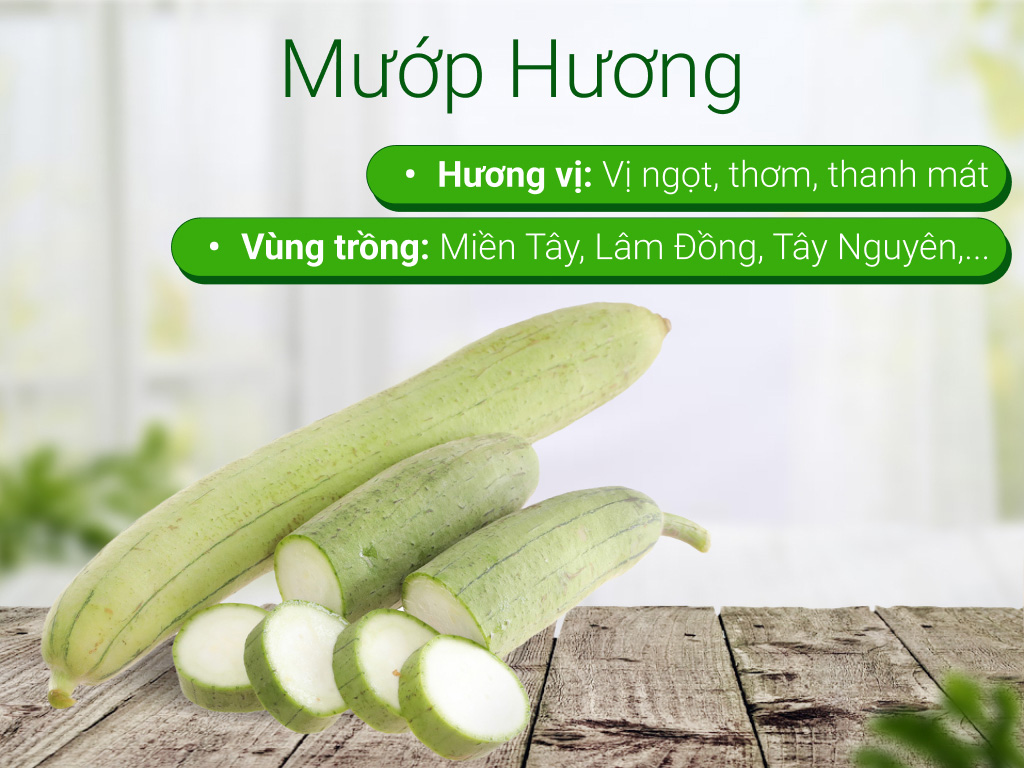 Mướp Hương
• Hương vị: Vị ngọt, thơm, thanh mát
• Vùng trồng: Miền Tây, Lâm Đồng, Tây Nguyên,...